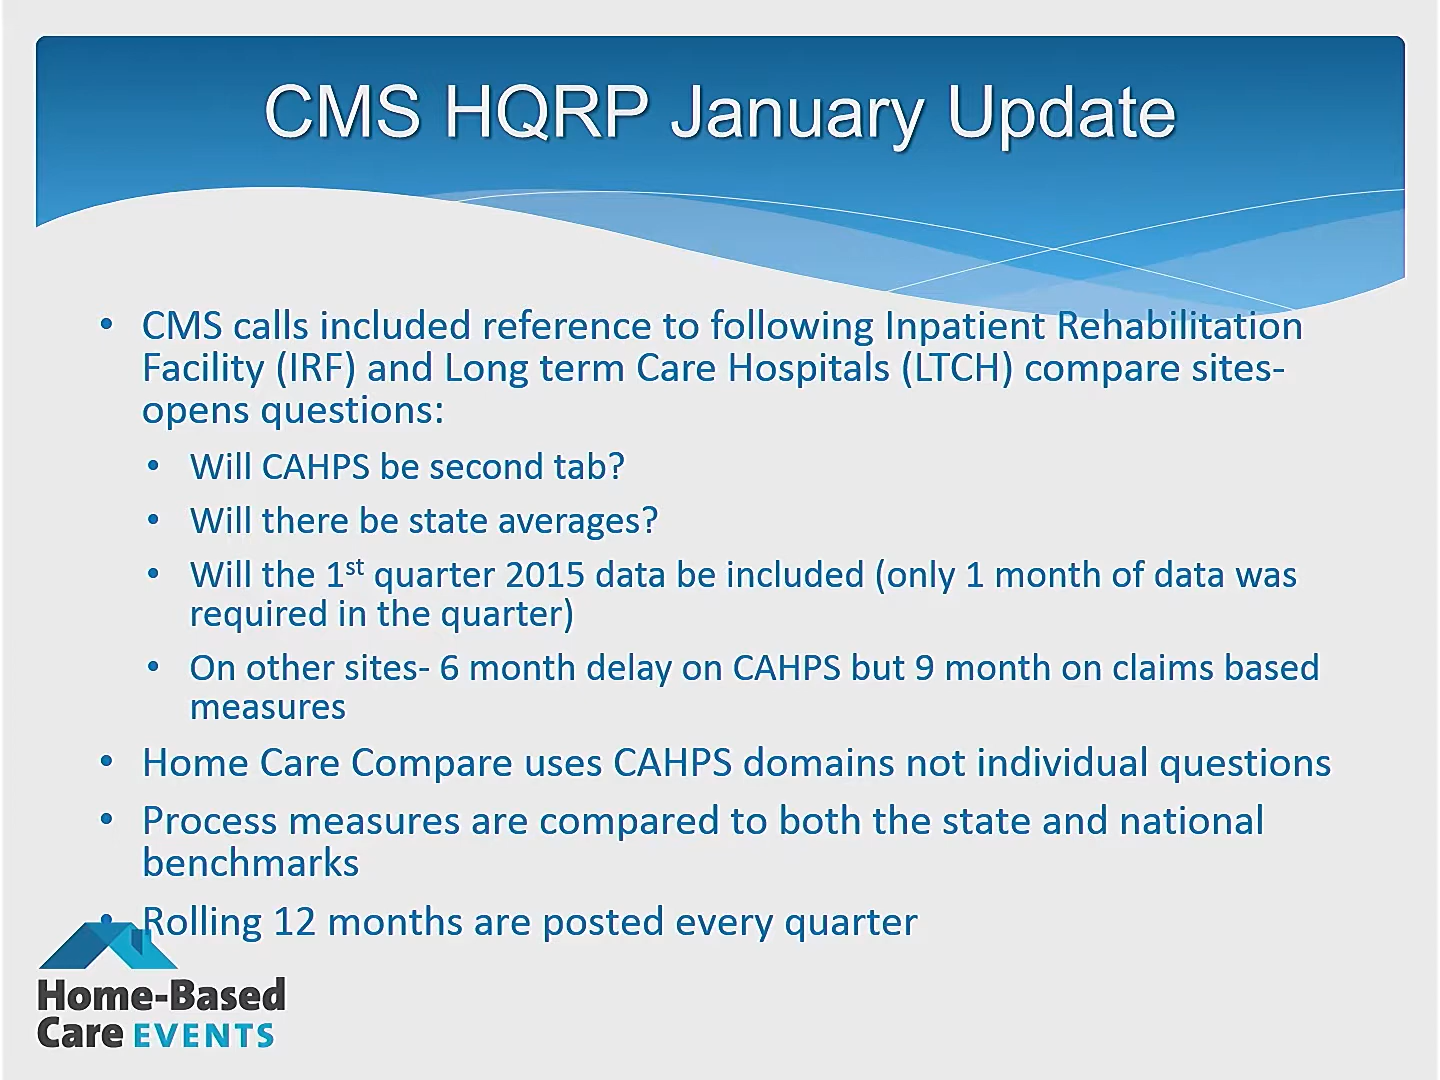 CMS HQRP January Update
• CMS calls included reference to following Inpatient Rehabilitation
Facility (IRF) and Long term Care Hospitals (LTCH) compare sites-
opens questions:
• Will CAHPS be second tab?
• Will there be state averages?
• Will the 1st quarter 2015 data be included (only 1 month of data was
required in the quarter)
• On other sites- 6 month delay on CAHPS but 9 month on claims based
measures
• Home Care Compare uses CAHPS domains not individual questions
• Process measures are compared to both the state and national
benchmarks
• Rolling 12 months are posted every quarter
Home-Based
Care EVENTS